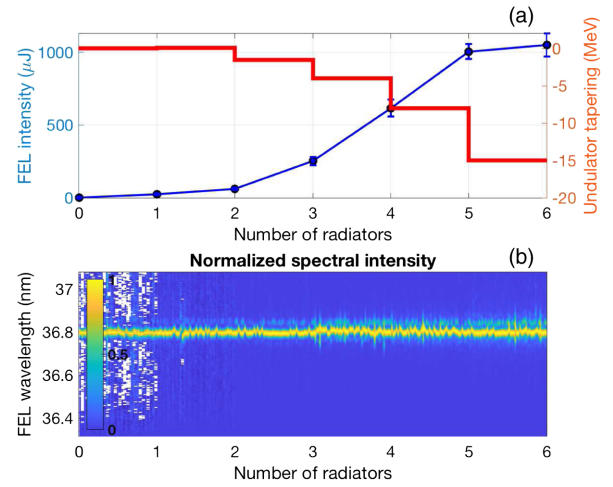 (a)
FEL intensity (μJ)
1000
500
0
0
-5
-10
-15
-20
Undulator tapering (MeV)
0 1 2 3 4 5 6
Number of radiators
Normalized spectral intensity
(b)
FEL wavelength (nm)
37
36.8
36.6
36.4
1
0.5
0
0 1 2 3 4 5 6
Number of radiators